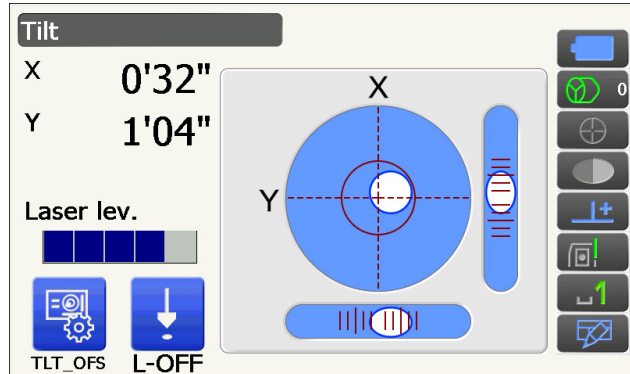 Tilt
X 0'32"
Y 1'04"
X
Y
0
Laser lev.
1
TLT_OFS
L-OFF